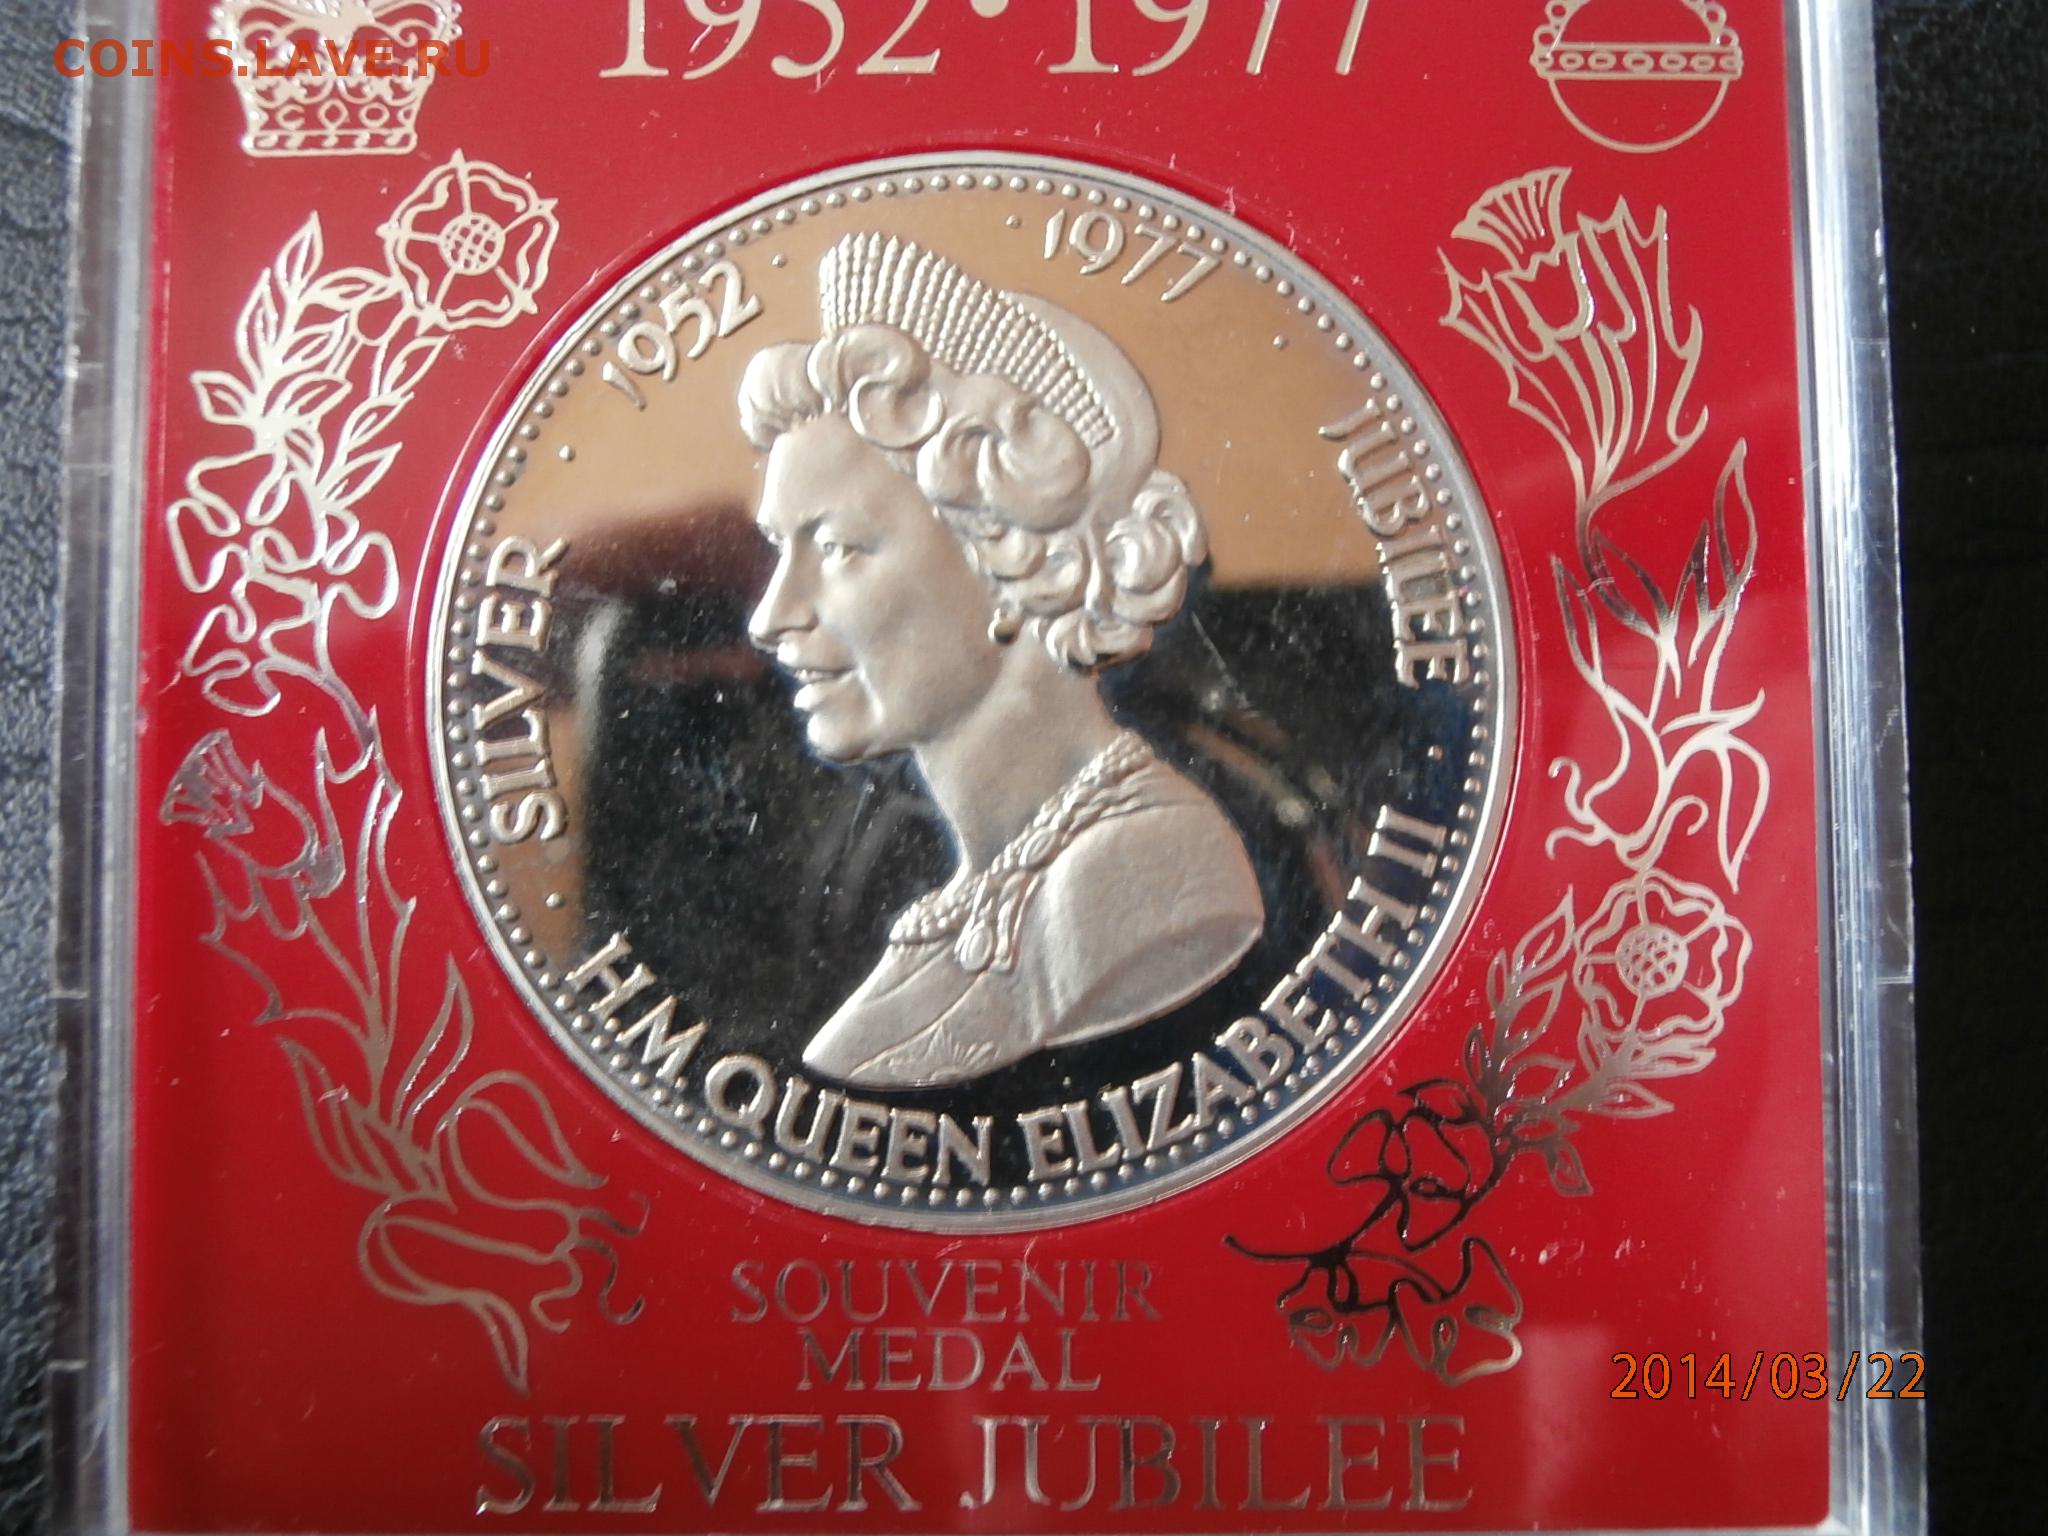 1952 · 1977
COINS.LAVE.RU
1952 · · 1977
SILVER
JUBILEE
H.M. QUEEN ELIZABETH II
SOUVENIR
MEDAL
SILVER JUBILEE
2014/03/22